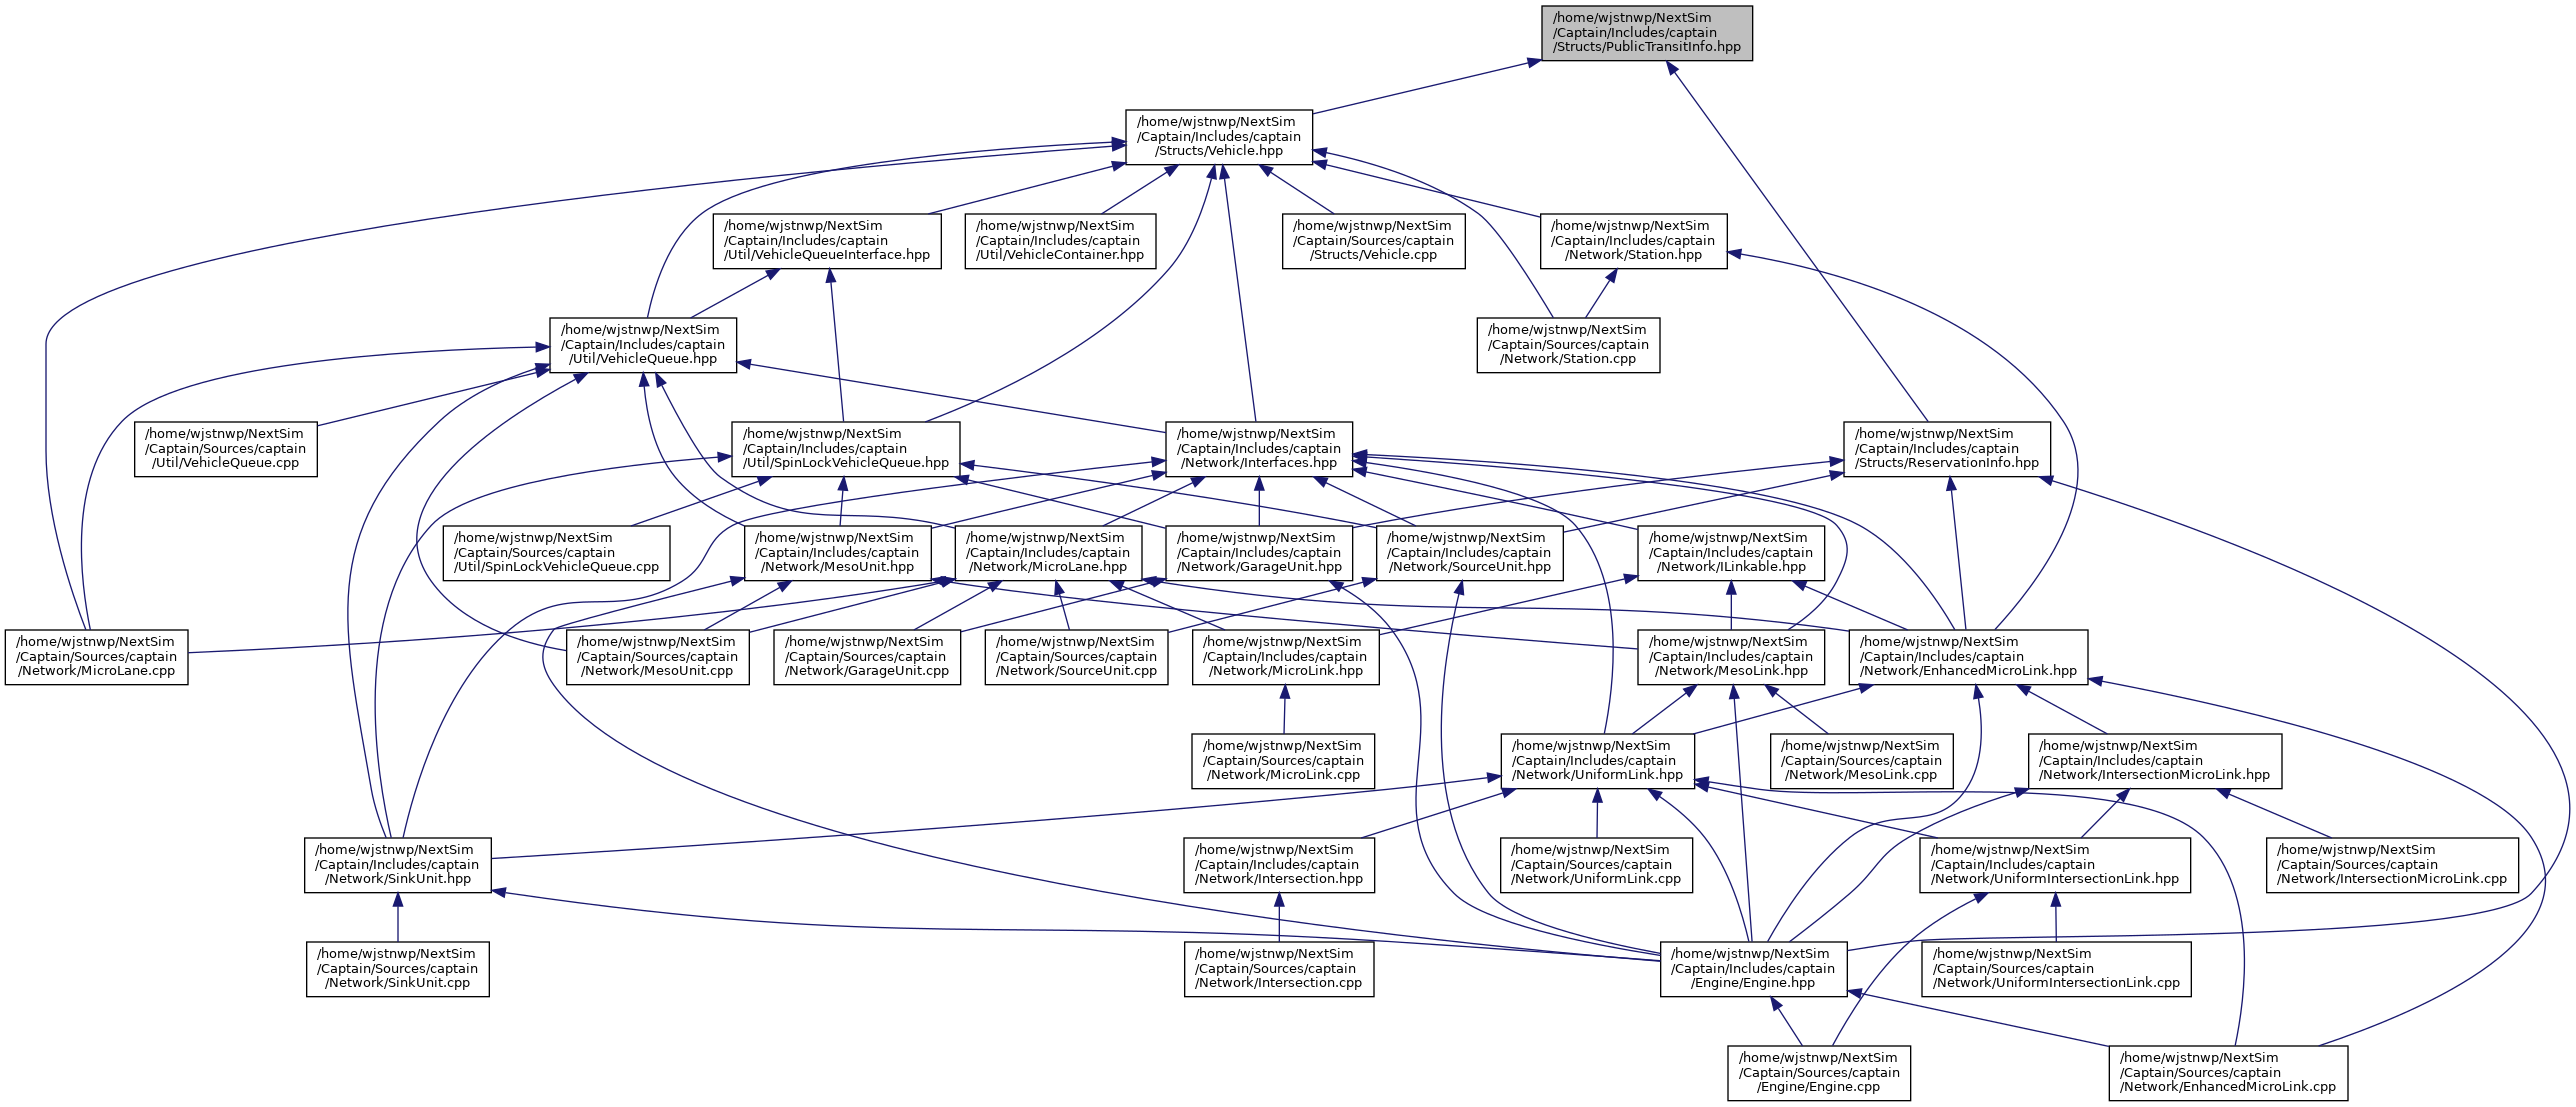 /home/wjstnwp/NextSim
/Captain/Includes/captain
/Structs/PublicTransitInfo.hpp
/home/wjstnwp/NextSim
/Captain/Includes/captain
/Structs/Vehicle.hpp
/home/wjstnwp/NextSim
/Captain/Includes/captain
/Util/VehicleQueueInterface.hpp
/home/wjstnwp/NextSim
/Captain/Includes/captain
/Util/VehicleContainer.hpp
/home/wjstnwp/NextSim
/Captain/Sources/captain
/Structs/Vehicle.cpp
/home/wjstnwp/NextSim
/Captain/Includes/captain
/Network/Station.hpp
/home/wjstnwp/NextSim
/Captain/Includes/captain
/Util/VehicleQueue.hpp
/home/wjstnwp/NextSim
/Captain/Sources/captain
/Network/Station.cpp
/home/wjstnwp/NextSim
/Captain/Sources/captain
/Util/VehicleQueue.cpp
/home/wjstnwp/NextSim
/Captain/Includes/captain
/Util/SpinLockVehicleQueue.hpp
/home/wjstnwp/NextSim
/Captain/Includes/captain
/Network/Interfaces.hpp
/home/wjstnwp/NextSim
/Captain/Includes/captain
/Structs/ReservationInfo.hpp
/home/wjstnwp/NextSim
/Captain/Sources/captain
/Util/SpinLockVehicleQueue.cpp
/home/wjstnwp/NextSim
/Captain/Includes/captain
/Network/MesoUnit.hpp
/home/wjstnwp/NextSim
/Captain/Includes/captain
/Network/MicroLane.hpp
/home/wjstnwp/NextSim
/Captain/Includes/captain
/Network/GarageUnit.hpp
/home/wjstnwp/NextSim
/Captain/Includes/captain
/Network/SourceUnit.hpp
/home/wjstnwp/NextSim
/Captain/Includes/captain
/Network/ILinkable.hpp
/home/wjstnwp/NextSim
/Captain/Sources/captain
/Network/MicroLane.cpp
/home/wjstnwp/NextSim
/Captain/Sources/captain
/Network/MesoUnit.cpp
/home/wjstnwp/NextSim
/Captain/Sources/captain
/Network/GarageUnit.cpp
/home/wjstnwp/NextSim
/Captain/Sources/captain
/Network/SourceUnit.cpp
/home/wjstnwp/NextSim
/Captain/Includes/captain
/Network/MicroLink.hpp
/home/wjstnwp/NextSim
/Captain/Includes/captain
/Network/MesoLink.hpp
/home/wjstnwp/NextSim
/Captain/Includes/captain
/Network/EnhancedMicroLink.hpp
/home/wjstnwp/NextSim
/Captain/Sources/captain
/Network/MicroLink.cpp
/home/wjstnwp/NextSim
/Captain/Includes/captain
/Network/UniformLink.hpp
/home/wjstnwp/NextSim
/Captain/Sources/captain
/Network/MesoLink.cpp
/home/wjstnwp/NextSim
/Captain/Includes/captain
/Network/IntersectionMicroLink.hpp
/home/wjstnwp/NextSim
/Captain/Includes/captain
/Network/SinkUnit.hpp
/home/wjstnwp/NextSim
/Captain/Includes/captain
/Network/Intersection.hpp
/home/wjstnwp/NextSim
/Captain/Sources/captain
/Network/UniformLink.cpp
/home/wjstnwp/NextSim
/Captain/Includes/captain
/Network/UniformIntersectionLink.hpp
/home/wjstnwp/NextSim
/Captain/Sources/captain
/Network/IntersectionMicroLink.cpp
/home/wjstnwp/NextSim
/Captain/Sources/captain
/Network/SinkUnit.cpp
/home/wjstnwp/NextSim
/Captain/Sources/captain
/Network/Intersection.cpp
/home/wjstnwp/NextSim
/Captain/Includes/captain
/Engine/Engine.hpp
/home/wjstnwp/NextSim
/Captain/Sources/captain
/Network/UniformIntersectionLink.cpp
/home/wjstnwp/NextSim
/Captain/Sources/captain
/Engine/Engine.cpp
/home/wjstnwp/NextSim
/Captain/Sources/captain
/Network/EnhancedMicroLink.cpp